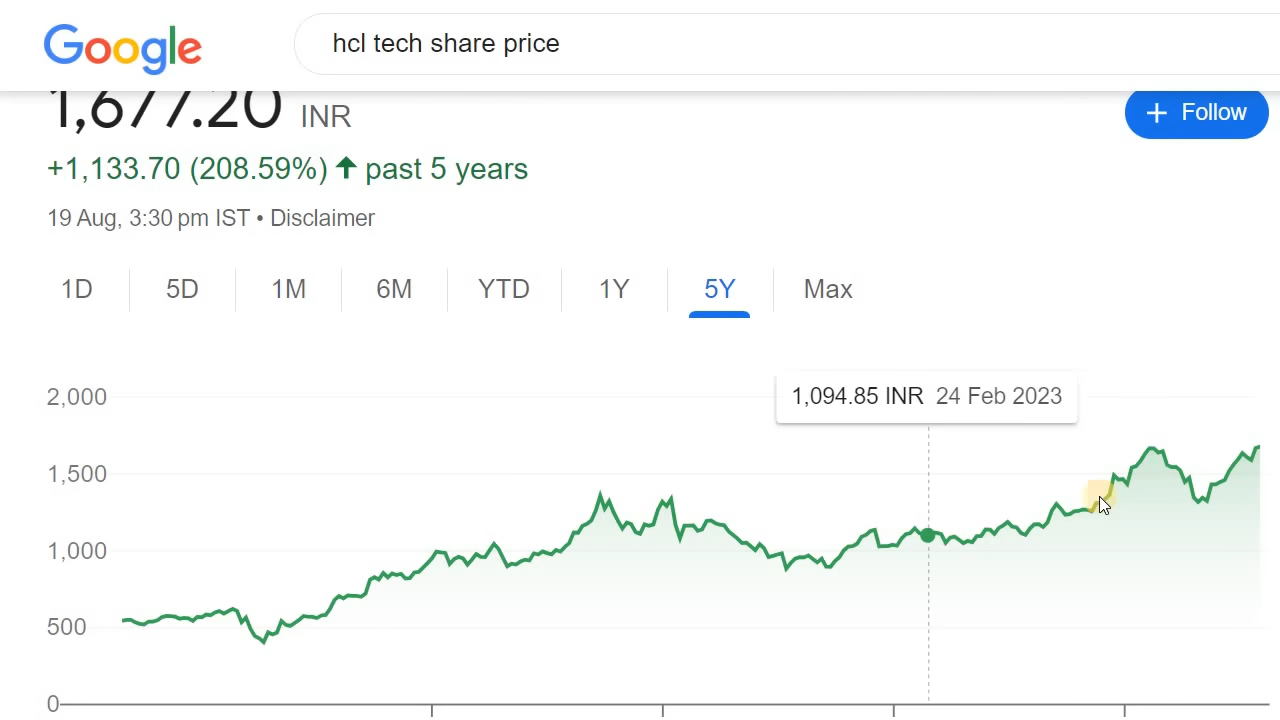 Google
hcl tech share price
1,677.20 INR
+ Follow
+1,133.70 (208.59%) ↑ past 5 years
19 Aug, 3:30 pm IST • Disclaimer
1D 5D 1M 6M YTD 1Y 5Y Max
1,094.85 INR 24 Feb 2023
2,000
1,500
1,000
500
0